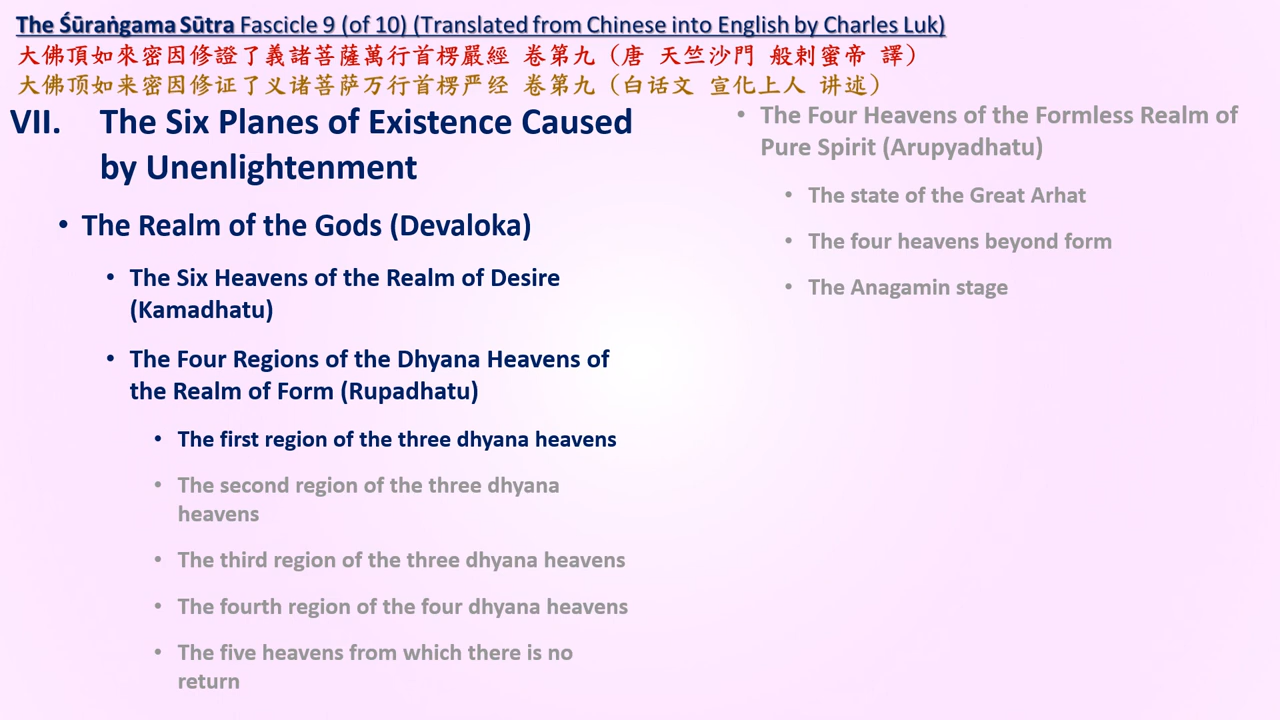 The Śūraṅgama Sūtra Fascicle 9 (of 10) (Translated from Chinese into English by Charles Luk)
大佛頂如來密因修證了義諸菩薩萬行首楞嚴經 卷第九 (唐 天竺沙門 般剌蜜帝 譯)
大佛顶如来密因修证了义诸菩萨万行首楞严经 卷第九 (白话文 宣化上人 讲述)
VII. The Six Planes of Existence Caused
by Unenlightenment
• The Realm of the Gods (Devaloka)
• The Six Heavens of the Realm of Desire
(Kamadhatu)
• The Four Regions of the Dhyana Heavens of
the Realm of Form (Rupadhatu)
• The first region of the three dhyana heavens
• The second region of the three dhyana
heavens
• The third region of the three dhyana heavens
• The fourth region of the four dhyana heavens
• The five heavens from which there is no
return
• The Four Heavens of the Formless Realm of
Pure Spirit (Arupyadhatu)
• The state of the Great Arhat
• The four heavens beyond form
• The Anagamin stage